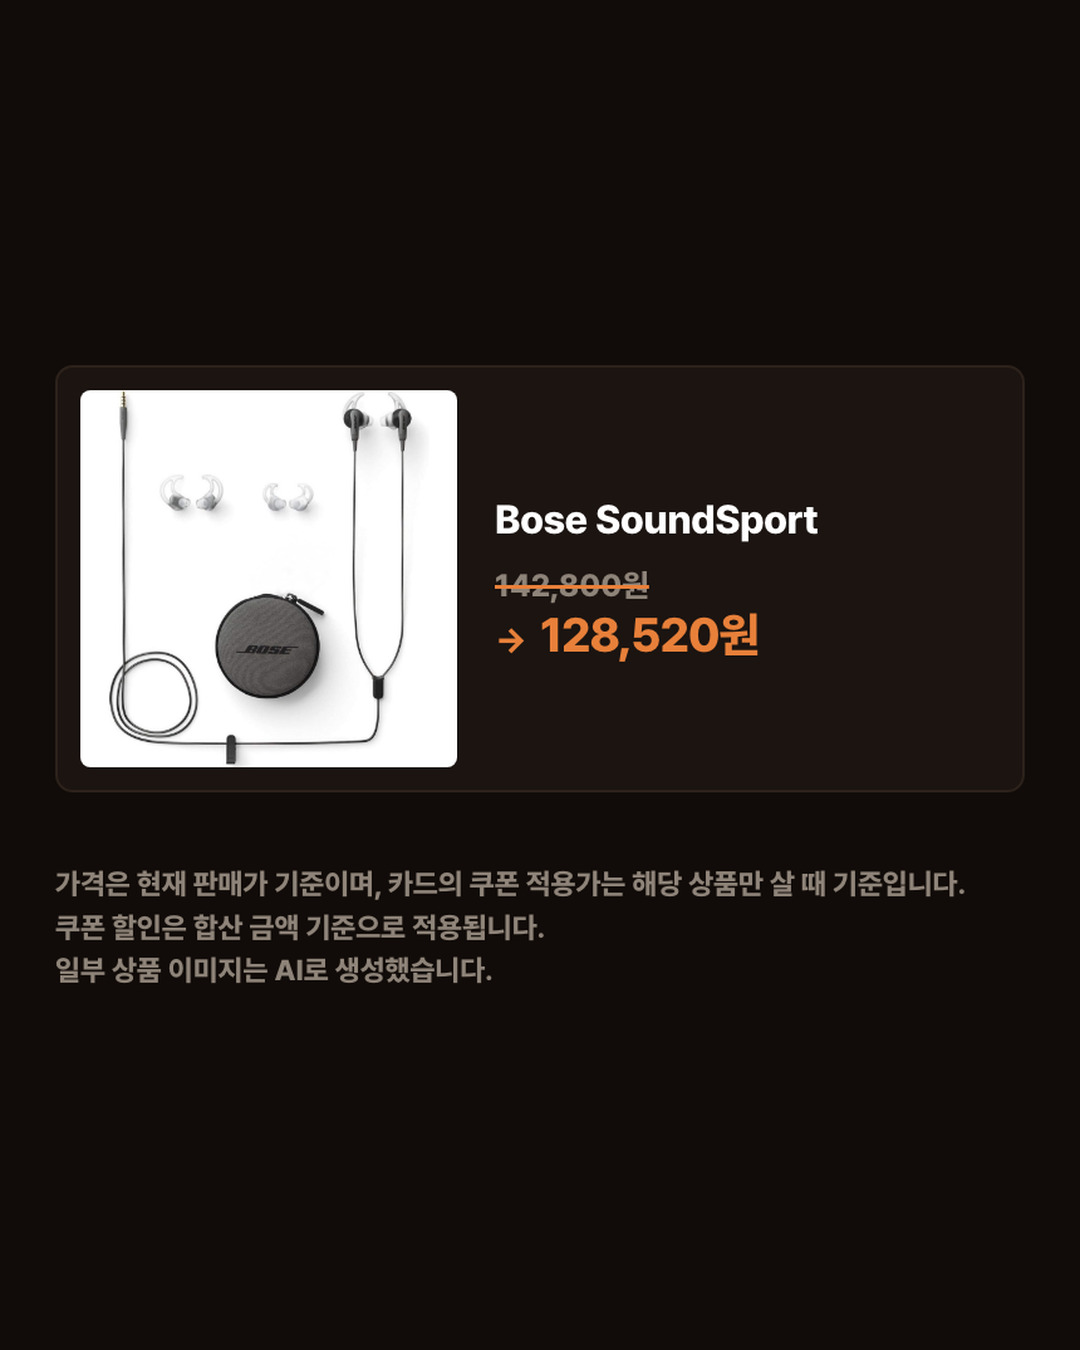 BOSE
Bose SoundSport
142,800원
→ 128,520원
가격은 현재 판매가 기준이며, 카드의 쿠폰 적용가는 해당 상품만 살 때 기준입니다.
쿠폰 할인은 합산 금액 기준으로 적용됩니다.
일부 상품 이미지는 AI로 생성했습니다.